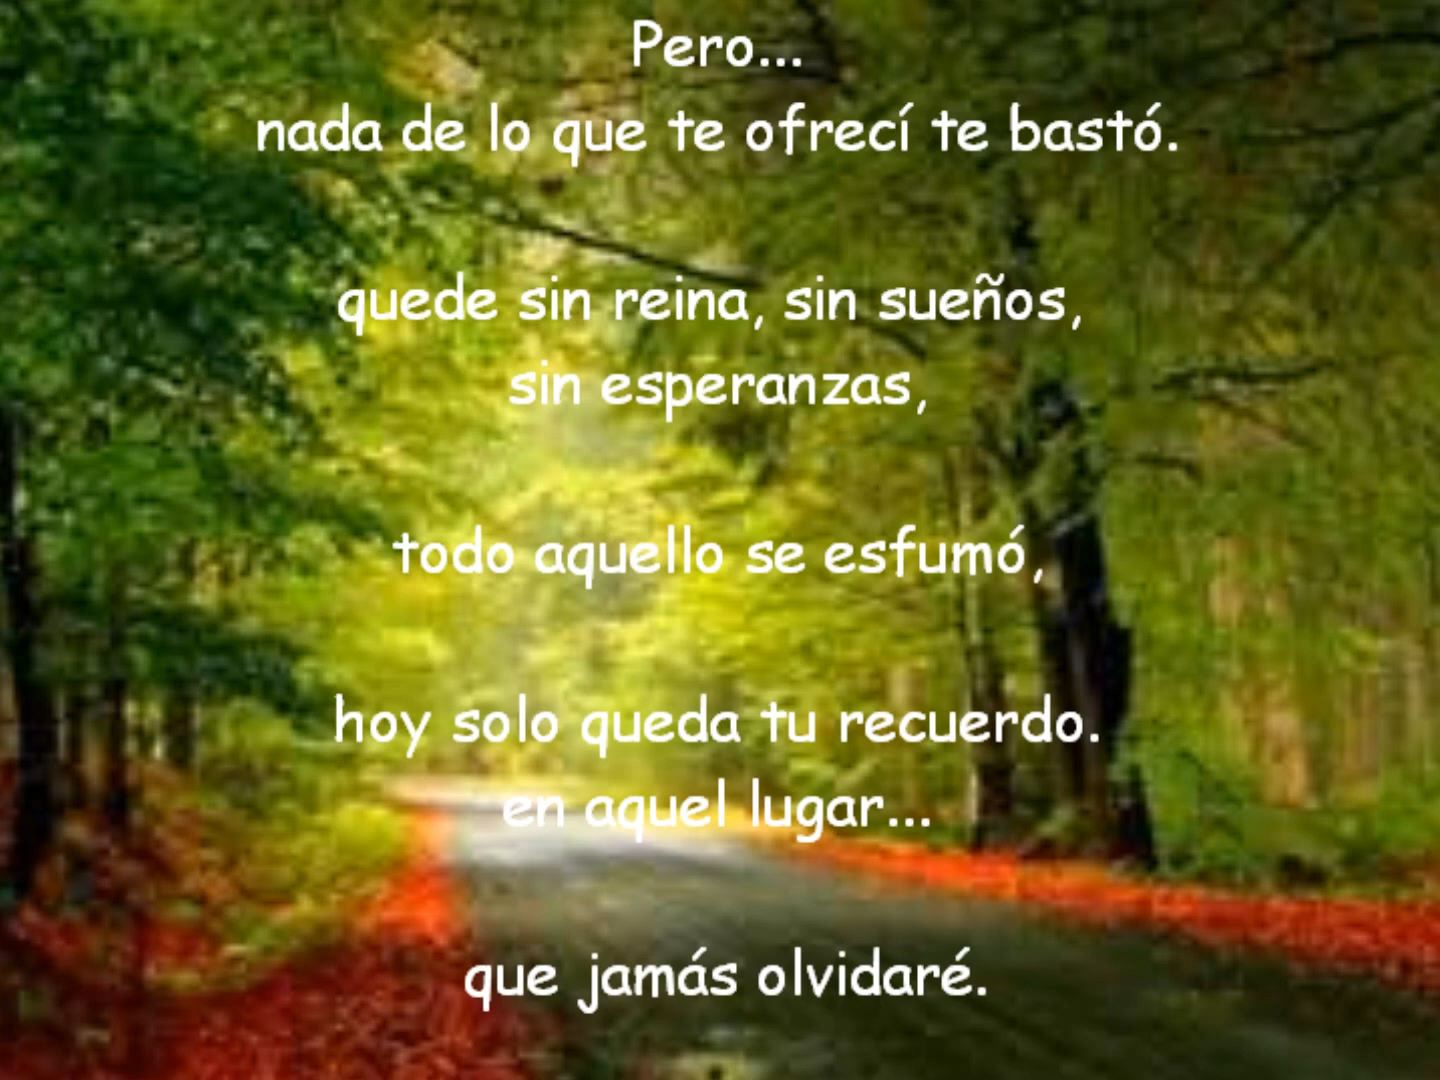 Pero...
nada de lo que te ofrecí te bastó.
quede sin reina, sin sueños,
sin esperanzas,
todo aquello se esfumó,
hoy solo queda tu recuerdo.
en aquel lugar...
que jamás olvidaré.